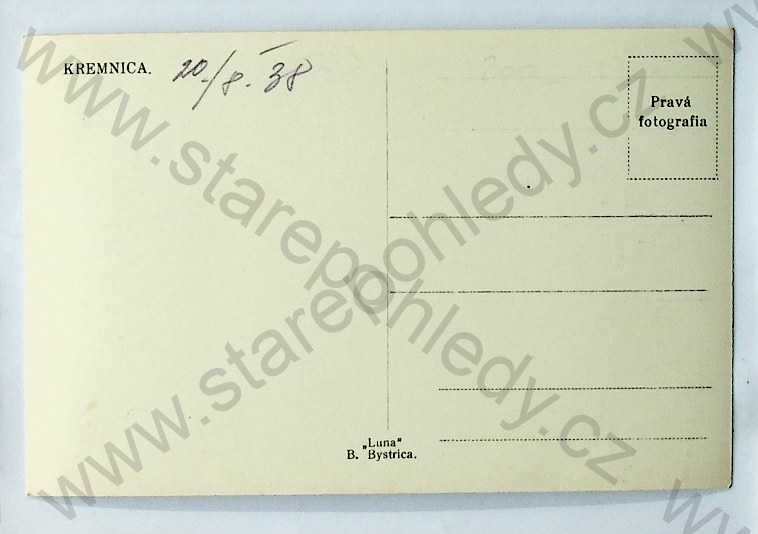 KREMNICA. 20./8.38
Pravá
fotografia
„Luna“
B. Bystrica.
www.starepohledy.cz
www.starepohledy.cz